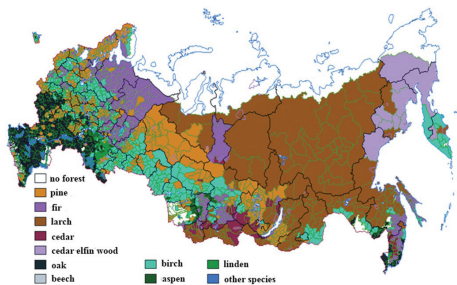 no forest
pine
fir
larch
cedar
cedar elfin wood
oak
beech
birch
aspen
linden
other species